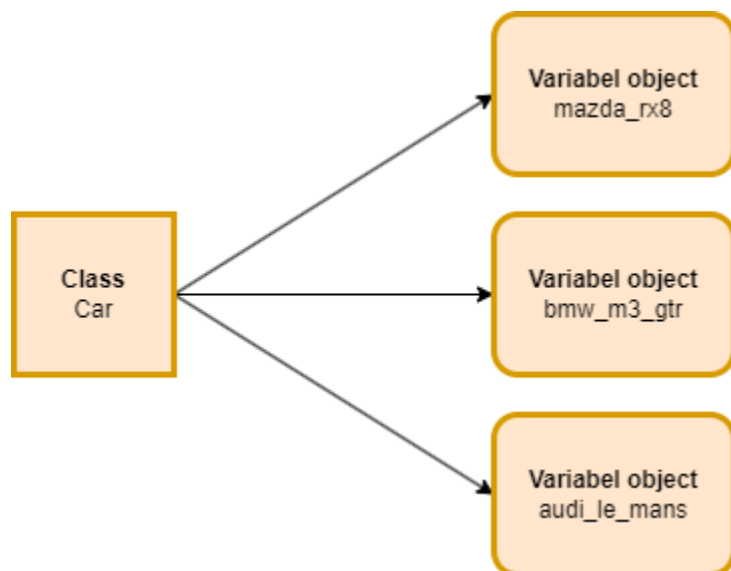 Variabel object
mazda_rx8
Class
Car
Variabel object
bmw_m3_gtr
Variabel object
audi_le_mans